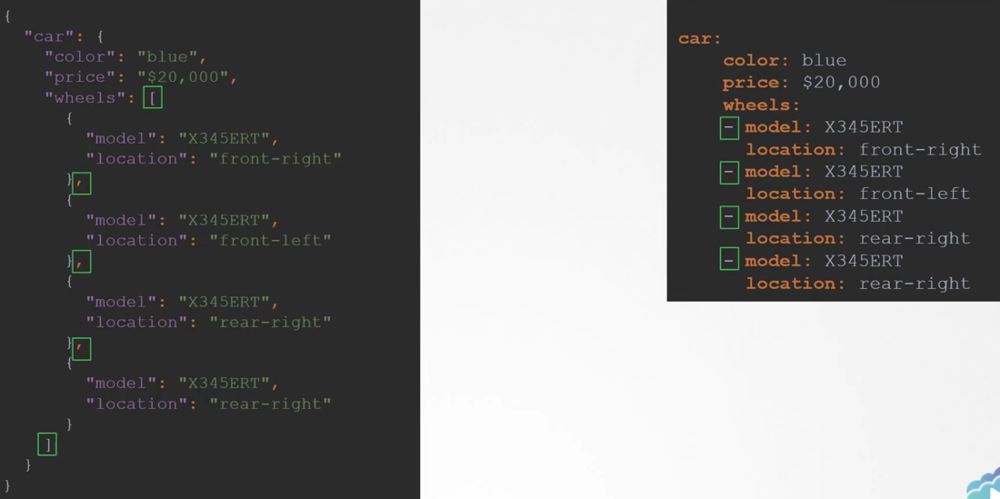 {
"car": {
"color": "blue",
"price": "$20,000",
"wheels": [
{
"model": "X345ERT",
"location": "front-right"
},
{
"model": "X345ERT",
"location": "front-left"
},
{
"model": "X345ERT",
"location": "rear-right"
},
{
"model": "X345ERT",
"location": "rear-right"
}
]
}
}
car:
color: blue
price: $20,000
wheels:
- model: X345ERT
location: front-right
- model: X345ERT
location: front-left
- model: X345ERT
location: rear-right
- model: X345ERT
location: rear-right